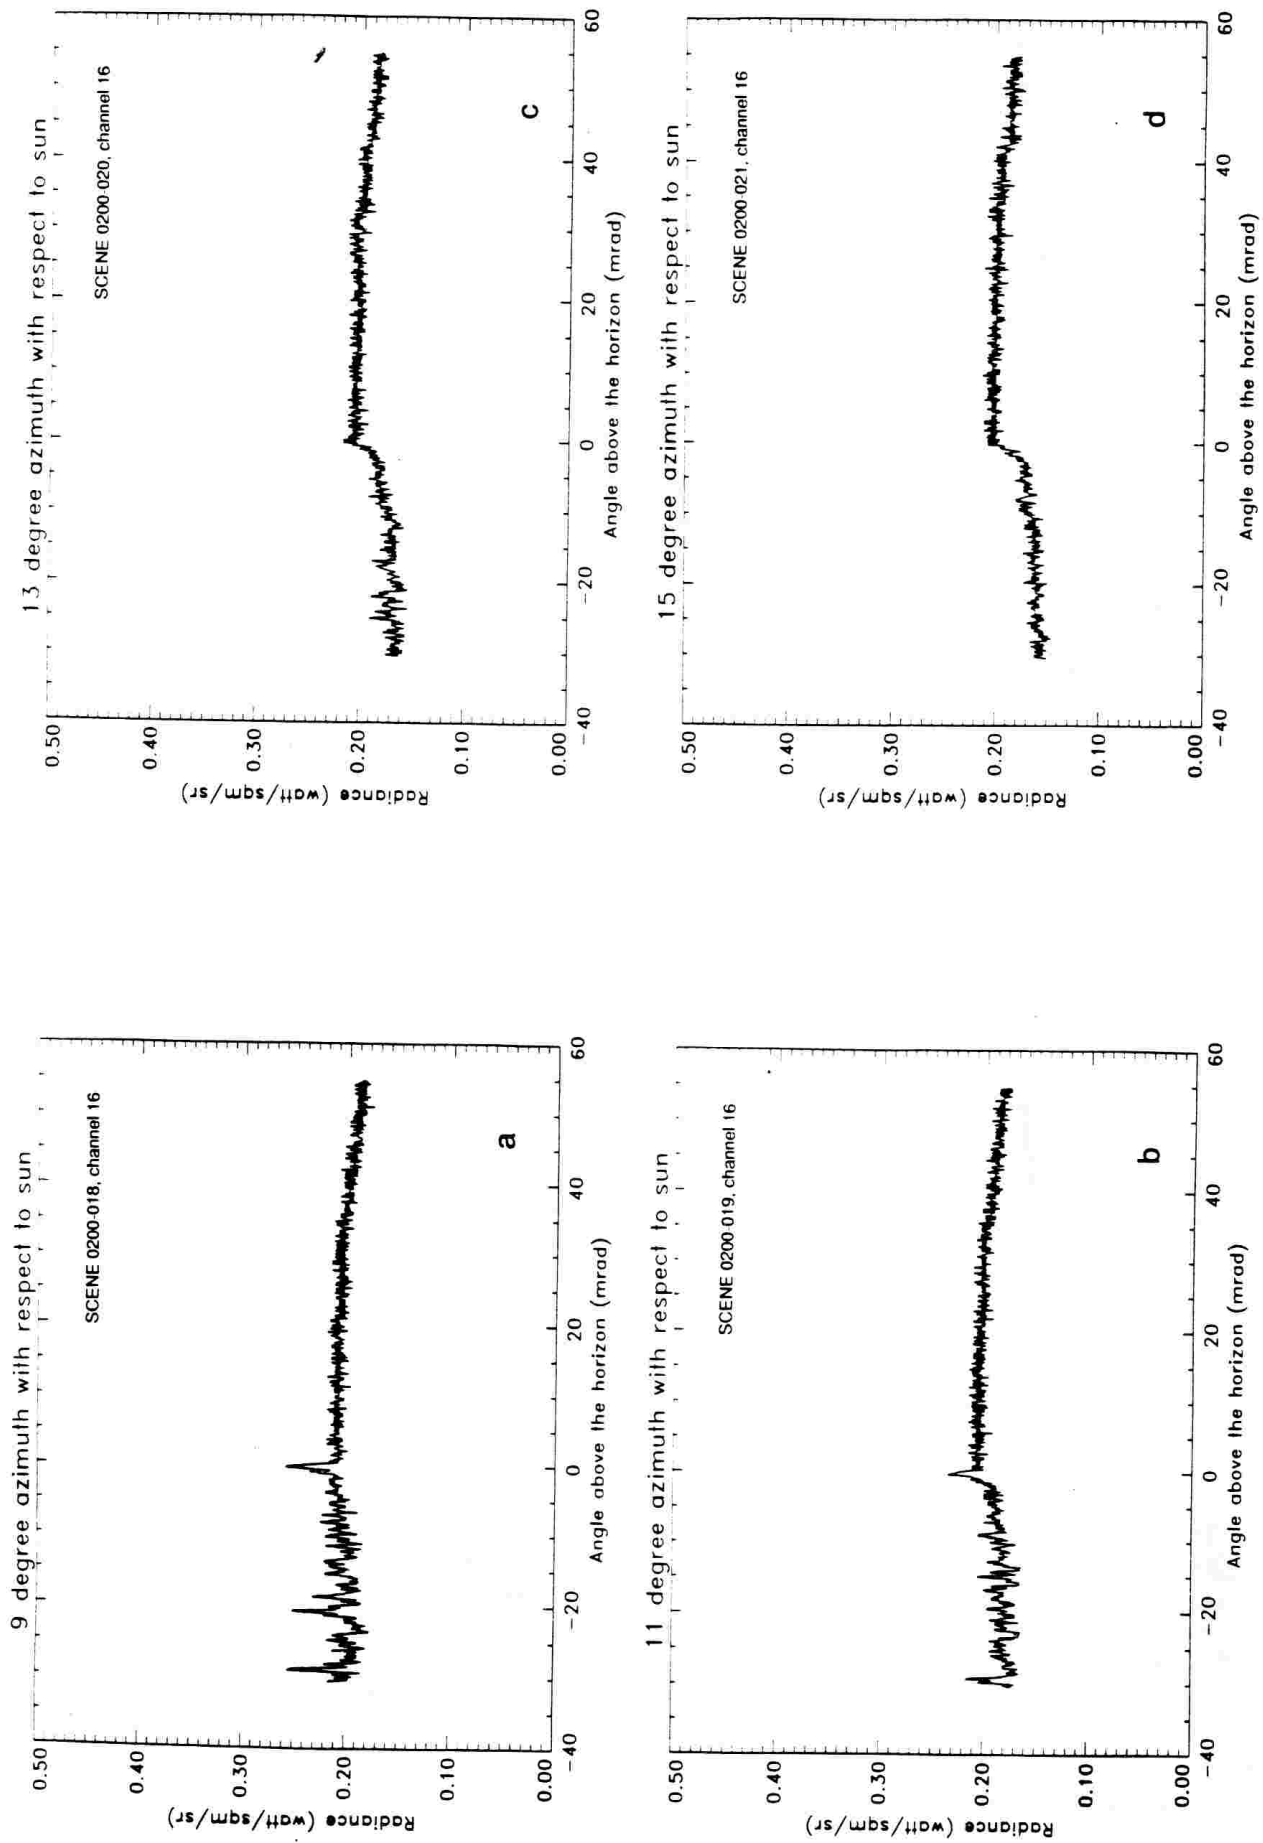 9 degree azimuth with respect to sun
SCENE 0200-018, channel 16
a
0.50
0.40
0.30
0.20
0.10
0.00
Radiance (watt/sqm/sr)
-40
-20
0
20
40
60
Angle above the horizon (mrad)
11 degree azimuth with respect to sun
SCENE 0200-019, channel 16
b
0.50
0.40
0.30
0.20
0.10
0.00
Radiance (watt/sqm/sr)
-40
-20
0
20
40
60
Angle above the horizon (mrad)
13 degree azimuth with respect to sun
SCENE 0200-020, channel 16
c
0.50
0.40
0.30
0.20
0.10
0.00
Radiance (watt/sqm/sr)
-40
-20
0
20
40
60
Angle above the horizon (mrad)
15 degree azimuth with respect to sun
SCENE 0200-021, channel 16
d
0.50
0.40
0.30
0.20
0.10
0.00
Radiance (watt/sqm/sr)
-40
-20
0
20
40
60
Angle above the horizon (mrad)